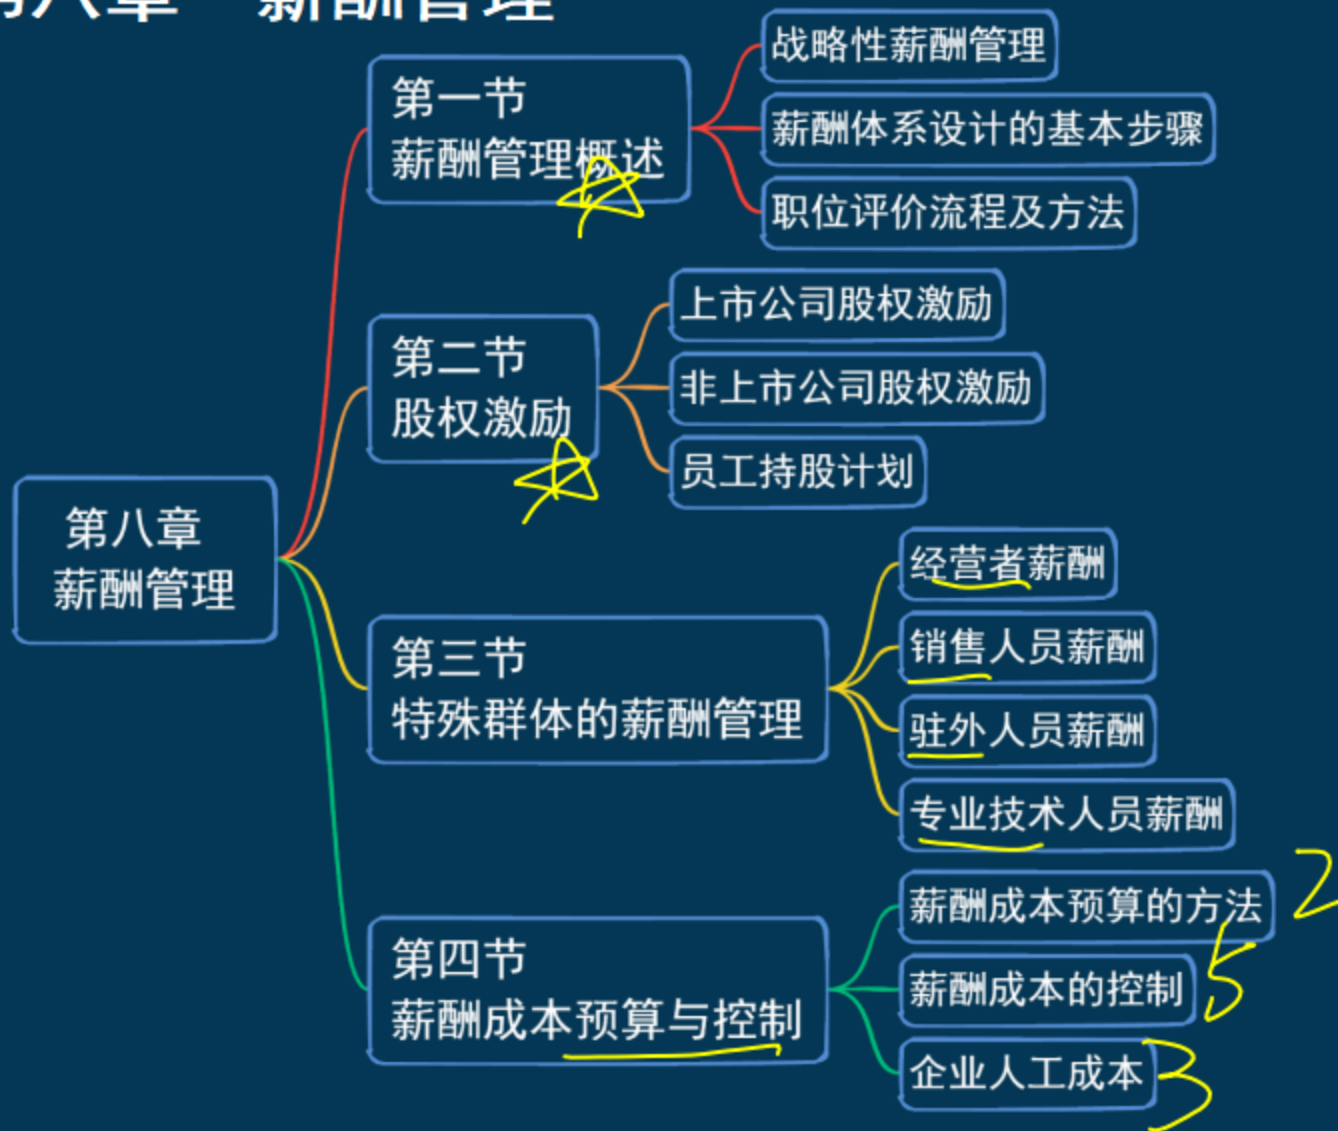 第八章 薪酬管理
第一节
薪酬管理概述
战略性薪酬管理
薪酬体系设计的基本步骤
职位评价流程及方法
第二节
股权激励
上市公司股权激励
非上市公司股权激励
员工持股计划
第八章
薪酬管理
第三节
特殊群体的薪酬管理
经营者薪酬
销售人员薪酬
驻外人员薪酬
专业技术人员薪酬
第四节
薪酬成本预算与控制
薪酬成本预算的方法
2
薪酬成本的控制
5
企业人工成本
3